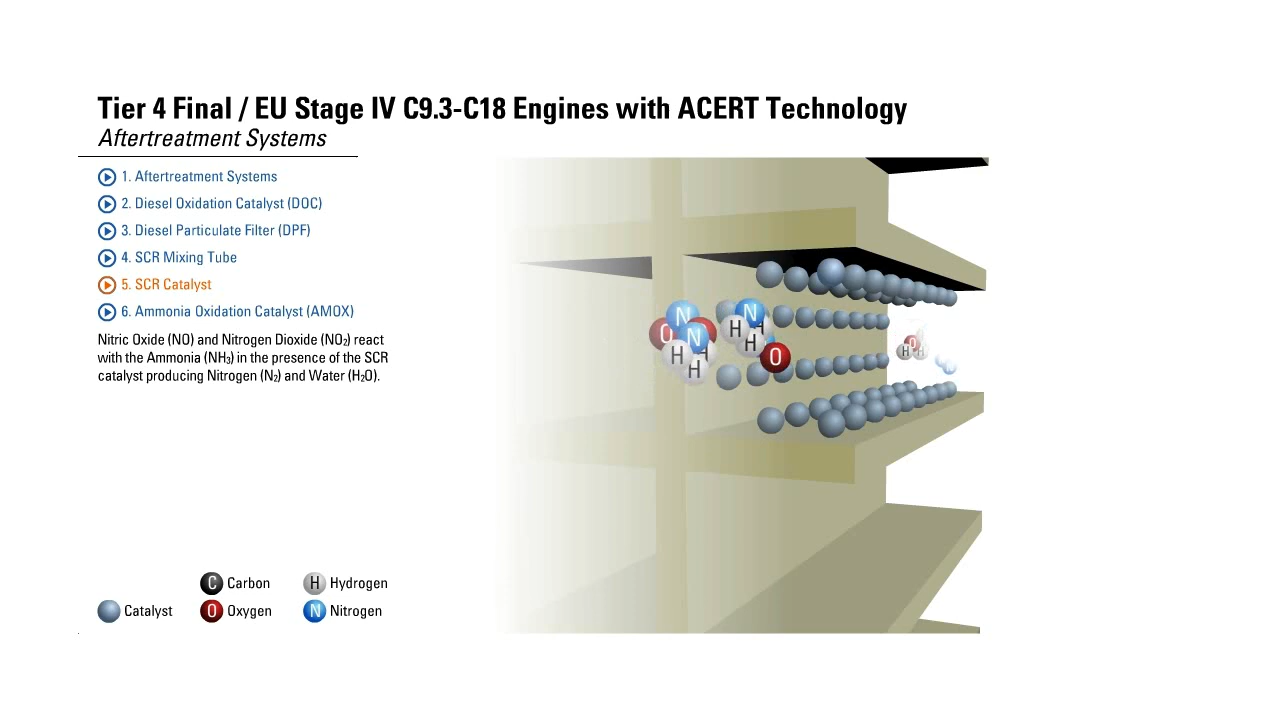 Tier 4 Final / EU Stage IV C9.3-C18 Engines with ACERT Technology
Aftertreatment Systems
1. Aftertreatment Systems
2. Diesel Oxidation Catalyst (DOC)
3. Diesel Particulate Filter (DPF)
4. SCR Mixing Tube
5. SCR Catalyst
6. Ammonia Oxidation Catalyst (AMOX)
Nitric Oxide (NO) and Nitrogen Dioxide (NO₂) react
with the Ammonia (NH₃) in the presence of the SCR
catalyst producing Nitrogen (N₂) and Water (H₂O).
N N
O N H H O
H H H
H
O H H
N
C Carbon H Hydrogen
Catalyst O Oxygen N Nitrogen